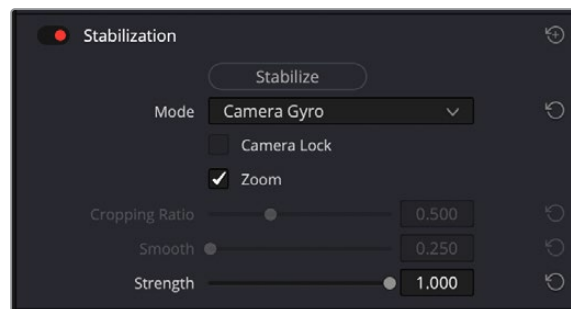 Stabilization
Stabilize
Mode Camera Gyro
Camera Lock
Zoom
Cropping Ratio 0.500
Smooth 0.250
Strength 1.000